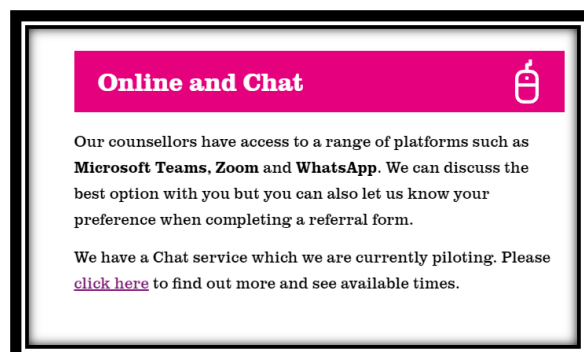 Online and Chat
Our counsellors have access to a range of platforms such as
Microsoft Teams, Zoom and WhatsApp. We can discuss the
best option with you but you can also let us know your
preference when completing a referral form.
We have a Chat service which we are currently piloting. Please
click here to find out more and see available times.